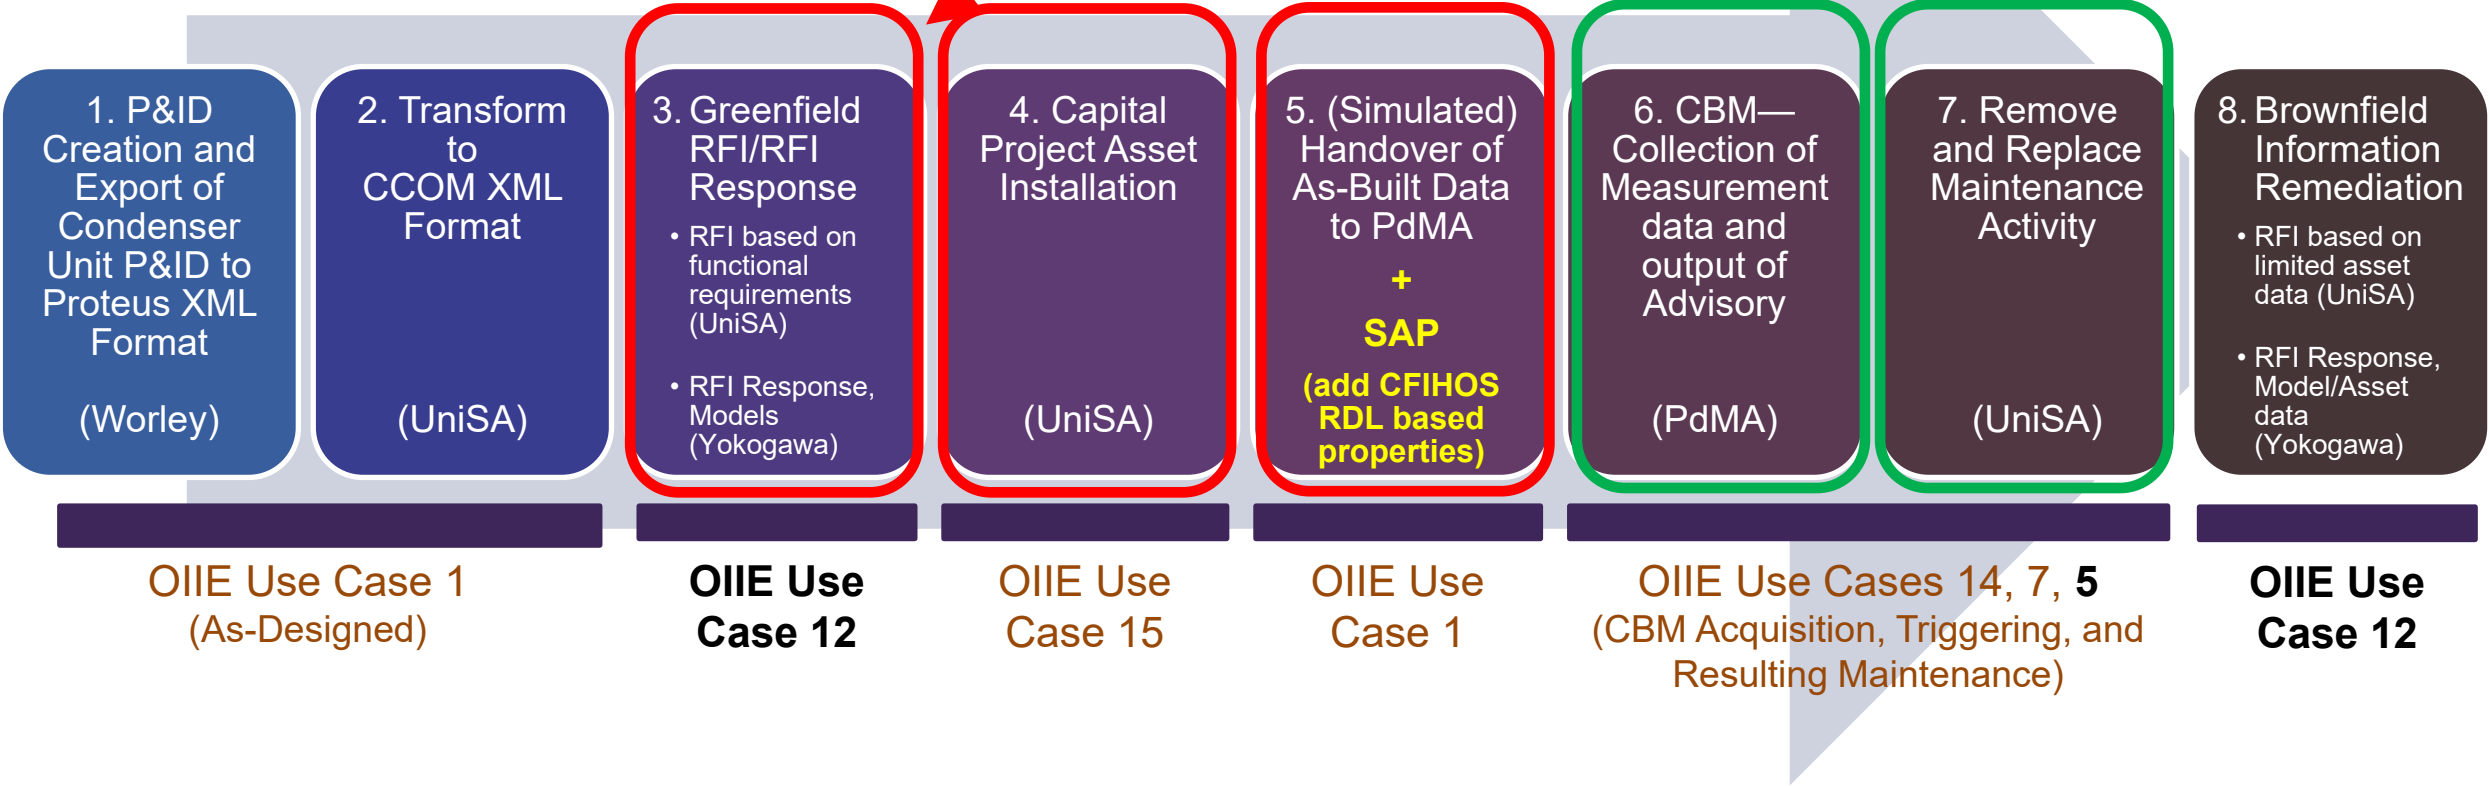 1. P&ID
Creation and
Export of
Condenser
Unit P&ID to
Proteus XML
Format
(Worley)
2. Transform
to
CCOM XML
Format
(UniSA)
3. Greenfield
RFI/RFI
Response
• RFI based on
functional
requirements
(UniSA)
• RFI Response,
Models
(Yokogawa)
4. Capital
Project Asset
Installation
(UniSA)
5. (Simulated)
Handover of
As-Built Data
to PdMA
+
SAP
(add CFIHOS
RDL based
properties)
6. CBM—
Collection of
Measurement
data and
output of
Advisory
(PdMA)
7. Remove
and Replace
Maintenance
Activity
(UniSA)
8. Brownfield
Information
Remediation
• RFI based on
limited asset
data (UniSA)
• RFI Response,
Model/Asset
data
(Yokogawa)
OIIE Use Case 1
(As-Designed)
OIIE Use
Case 12
OIIE Use
Case 15
OIIE Use
Case 1
OIIE Use Cases 14, 7, 5
(CBM Acquisition, Triggering, and
Resulting Maintenance)
OIIE Use
Case 12